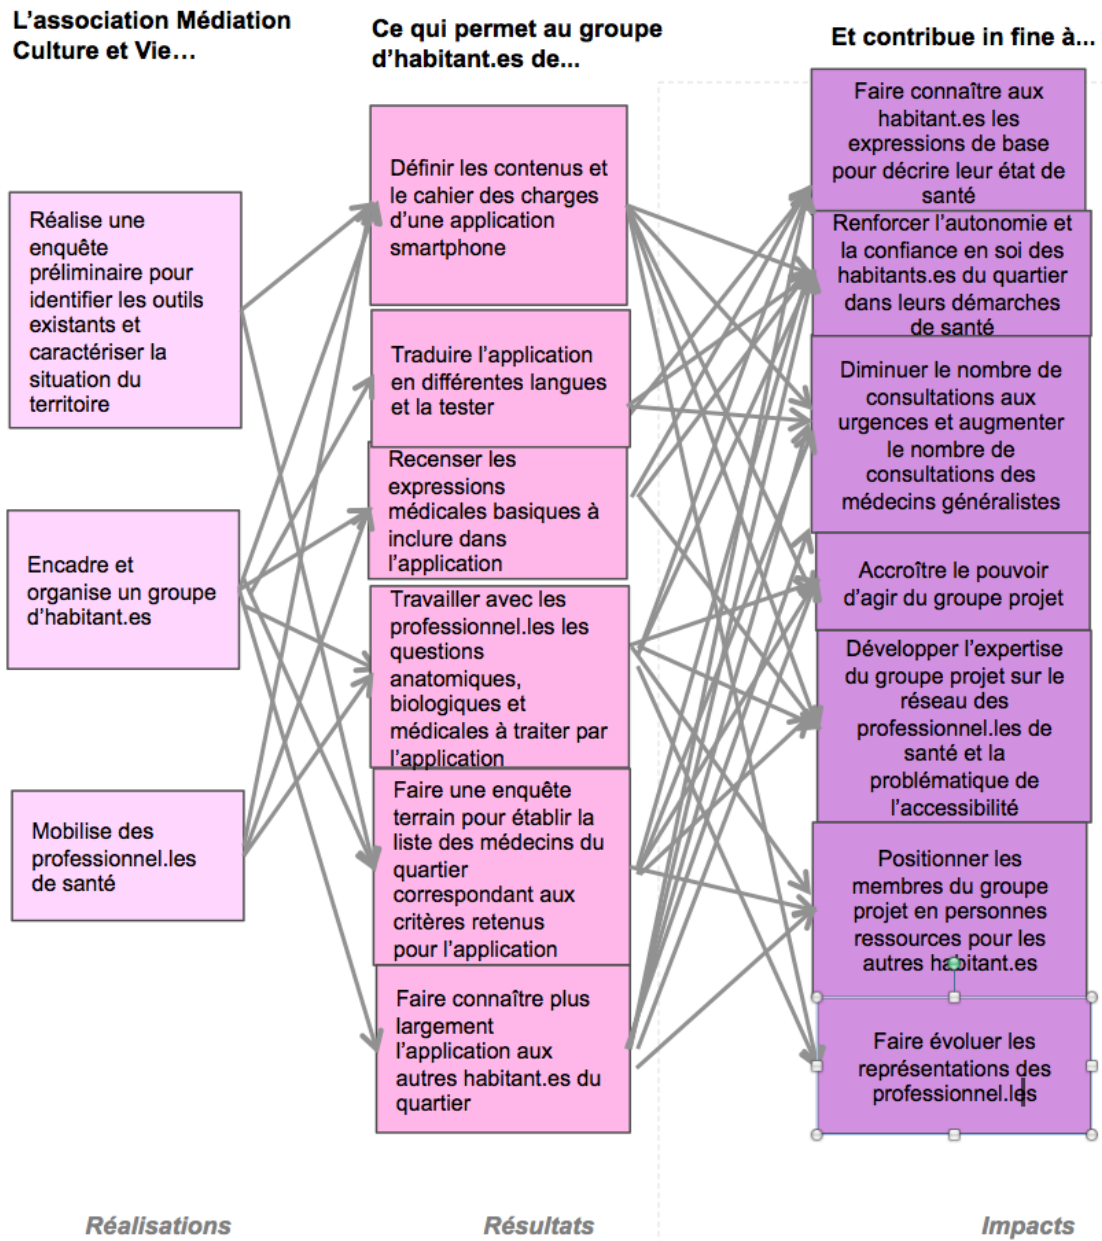 L'association Médiation
Culture et Vie…
Ce qui permet au groupe
d'habitant.es de...
Et contribue in fine à...
Réalise une
enquête
préliminaire pour
identifier les outils
existants et
caractériser la
situation du
territoire
Encadre et
organise un groupe
d'habitant.es
Mobilise des
professionnel.les
de santé
Définir les contenus et
le cahier des charges
d'une application
smartphone
Traduire l'application
en différentes langues
et la tester
Recenser les
expressions
médicales basiques à
inclure dans
l'application
Travailler avec les
professionnel.les les
questions
anatomiques,
biologiques et
médicales à traiter par
l'application
Faire une enquête
terrain pour établir la
liste des médecins du
quartier
correspondant aux
critères retenus
pour l'application
Faire connaître plus
largement
l'application aux
autres habitant.es du
quartier
Faire connaître aux
habitant.es les
expressions de base
pour décrire leur état de
santé
Renforcer l'autonomie et
la confiance en soi des
habitants.es du quartier
dans leurs démarches
de santé
Diminuer le nombre de
consultations aux
urgences et augmenter
le nombre de
consultations des
médecins généralistes
Accroître le pouvoir
d'agir du groupe projet
Développer l'expertise
du groupe projet sur le
réseau des
professionnel.les de
santé et la
problématique de
l'accessibilité
Positionner les
membres du groupe
projet en personnes
ressources pour les
autres habitant.es
Faire évoluer les
représentations des
professionnel.les
Réalisations
Résultats
Impacts